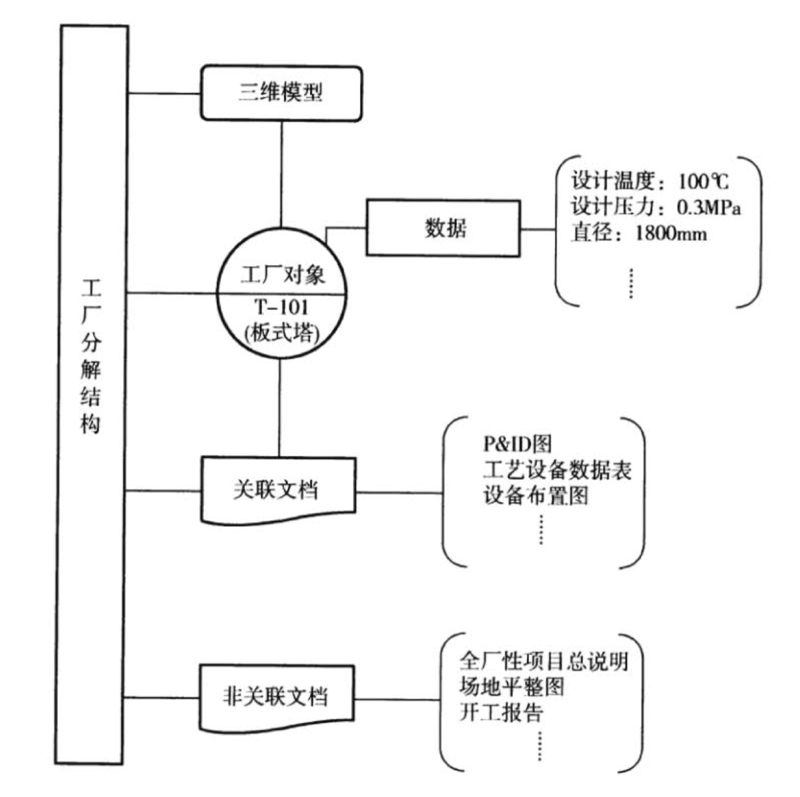 工厂分解结构
三维模型
工厂对象
T-101
(板式塔)
数据
设计温度：100℃
设计压力：0.3MPa
直径：1800mm
关联文档
P&ID图
工艺设备数据表
设备布置图
非关联文档
全厂性项目总说明
场地平整图
开工报告